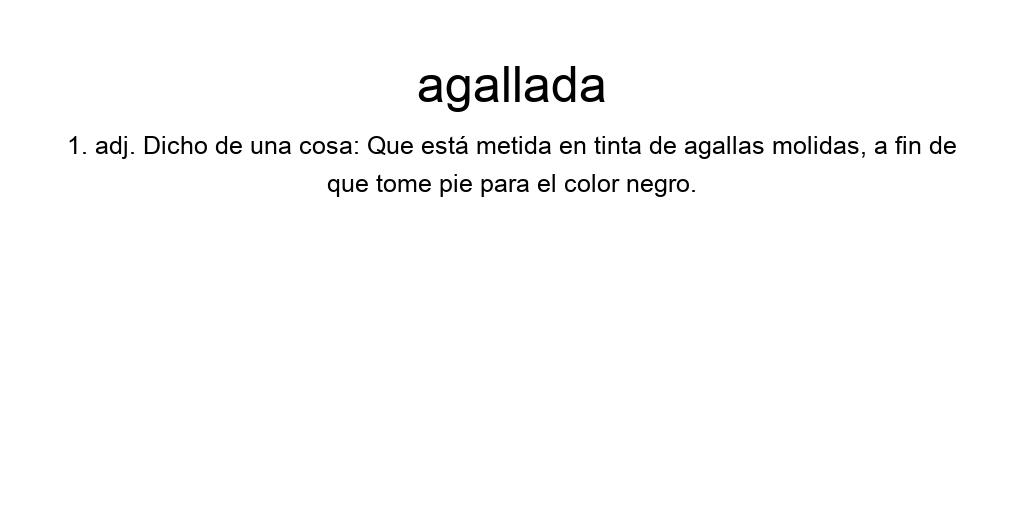 agallada
1. adj. Dicho de una cosa: Que está metida en tinta de agallas molidas, a fin de
que tome pie para el color negro.